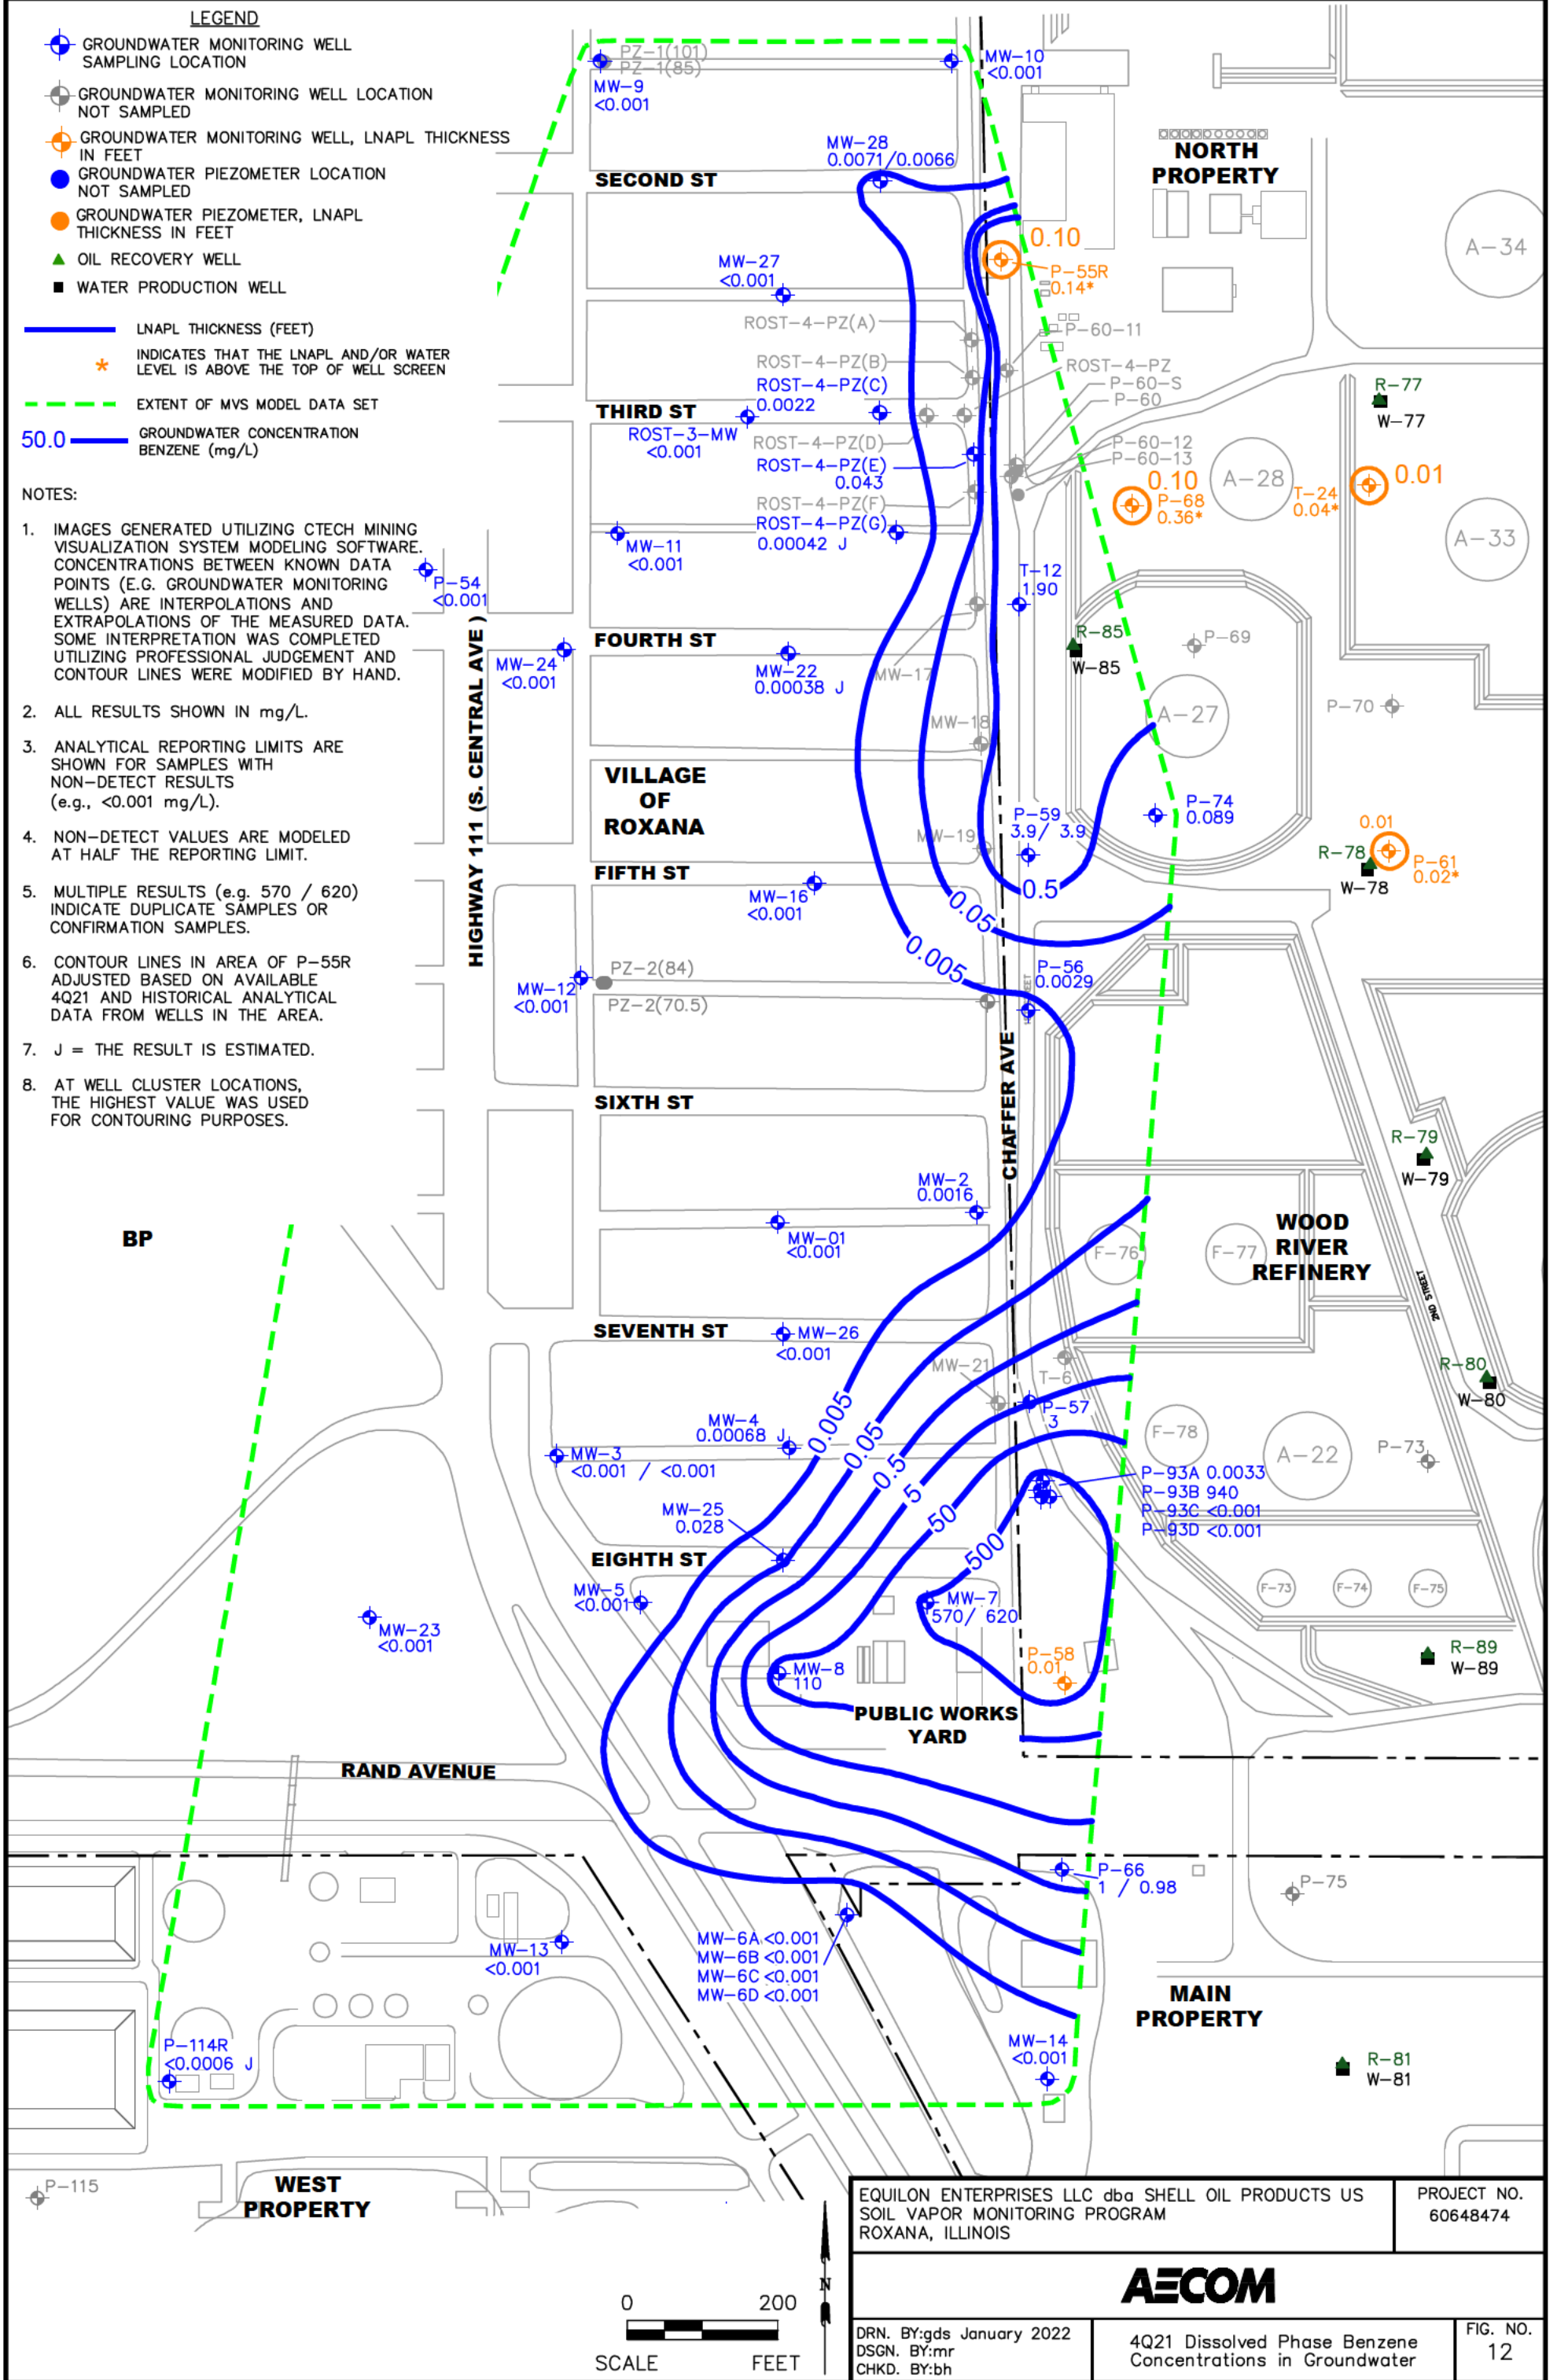 LEGEND
GROUNDWATER MONITORING WELL
SAMPLING LOCATION
GROUNDWATER MONITORING WELL LOCATION
NOT SAMPLED
GROUNDWATER MONITORING WELL, LNAPL THICKNESS
IN FEET
GROUNDWATER PIEZOMETER LOCATION
NOT SAMPLED
GROUNDWATER PIEZOMETER, LNAPL
THICKNESS IN FEET
OIL RECOVERY WELL
WATER PRODUCTION WELL
LNAPL THICKNESS (FEET)
* INDICATES THAT THE LNAPL AND/OR WATER
LEVEL IS ABOVE THE TOP OF WELL SCREEN
EXTENT OF MVS MODEL DATA SET
50.0 GROUNDWATER CONCENTRATION
BENZENE (mg/L)
NOTES:
1. IMAGES GENERATED UTILIZING CTECH MINING
VISUALIZATION SYSTEM MODELING SOFTWARE.
CONCENTRATIONS BETWEEN KNOWN DATA
POINTS (E.G. GROUNDWATER MONITORING
WELLS) ARE INTERPOLATIONS AND
EXTRAPOLATIONS OF THE MEASURED DATA.
SOME INTERPRETATION WAS COMPLETED
UTILIZING PROFESSIONAL JUDGEMENT AND
CONTOUR LINES WERE MODIFIED BY HAND.
2. ALL RESULTS SHOWN IN mg/L.
3. ANALYTICAL REPORTING LIMITS ARE
SHOWN FOR SAMPLES WITH
NON-DETECT RESULTS
(e.g., <0.001 mg/L).
4. NON-DETECT VALUES ARE MODELED
AT HALF THE REPORTING LIMIT.
5. MULTIPLE RESULTS (e.g. 570 / 620)
INDICATE DUPLICATE SAMPLES OR
CONFIRMATION SAMPLES.
6. CONTOUR LINES IN AREA OF P-55R
ADJUSTED BASED ON AVAILABLE
4Q21 AND HISTORICAL ANALYTICAL
DATA FROM WELLS IN THE AREA.
7. J = THE RESULT IS ESTIMATED.
8. AT WELL CLUSTER LOCATIONS,
THE HIGHEST VALUE WAS USED
FOR CONTOURING PURPOSES.
PZ-1(101)
PZ-1(85)
MW-9
<0.001
MW-10
<0.001
MW-28
0.0071/0.0066
NORTH
PROPERTY
SECOND ST
A-34
0.10
P-55R
0.14*
MW-27
<0.001
ROST-4-PZ(A)
P-60-11
ROST-4-PZ(B)
ROST-4-PZ
ROST-4-PZ(C)
0.0022
P-60-S
P-60
R-77
W-77
THIRD ST
ROST-3-MW
<0.001
ROST-4-PZ(D)
ROST-4-PZ(E)
0.043
P-60-12
P-60-13
0.10
P-68
0.36*
A-28
T-24
0.04*
0.01
ROST-4-PZ(F)
ROST-4-PZ(G)
0.00042 J
A-33
MW-11
<0.001
P-54
<0.001
T-12
1.90
HIGHWAY 111 (S. CENTRAL AVE )
FOURTH ST
R-85
W-85
P-69
MW-24
<0.001
MW-22
0.00038 J
MW-17
P-70
A-27
MW-18
VILLAGE
OF
ROXANA
P-74
0.089
P-59
3.9/ 3.9
MW-19
0.01
R-78
P-61
0.02*
W-78
FIFTH ST
0.5
MW-16
<0.001
0.05
0.005
P-56
0.0029
PZ-2(84)
MW-12
<0.001
PZ-2(70.5)
CHAFFER AVE
SIXTH ST
R-79
W-79
MW-2
0.0016
BP
MW-01
<0.001
F-76
F-77
WOOD
RIVER
REFINERY
2ND STREET
SEVENTH ST
MW-26
<0.001
MW-21
T-6
R-80
W-80
0.005
P-57
3
MW-4
0.00068 J
0.05
F-78
A-22
P-73
MW-3
<0.001 / <0.001
0.5
5
P-93A 0.0033
P-93B 940
P-93C <0.001
P-93D <0.001
MW-25
0.028
50
500
EIGHTH ST
F-73
F-74
F-75
MW-5
<0.001
MW-7
570/ 620
MW-23
<0.001
R-89
W-89
P-58
0.01
MW-8
110
PUBLIC WORKS
YARD
RAND AVENUE
P-66
1 / 0.98
P-75
MW-6A <0.001
MW-6B <0.001
MW-6C <0.001
MW-6D <0.001
MW-13
<0.001
MAIN
PROPERTY
P-114R
<0.0006 J
MW-14
<0.001
R-81
W-81
P-115
WEST
PROPERTY
EQUILON ENTERPRISES LLC dba SHELL OIL PRODUCTS US
SOIL VAPOR MONITORING PROGRAM
ROXANA, ILLINOIS
PROJECT NO.
60648474
AECOM
N
0 200
SCALE FEET
DRN. BY:gds January 2022
DSGN. BY:mr
CHKD. BY:bh
4Q21 Dissolved Phase Benzene
Concentrations in Groundwater
FIG. NO.
12